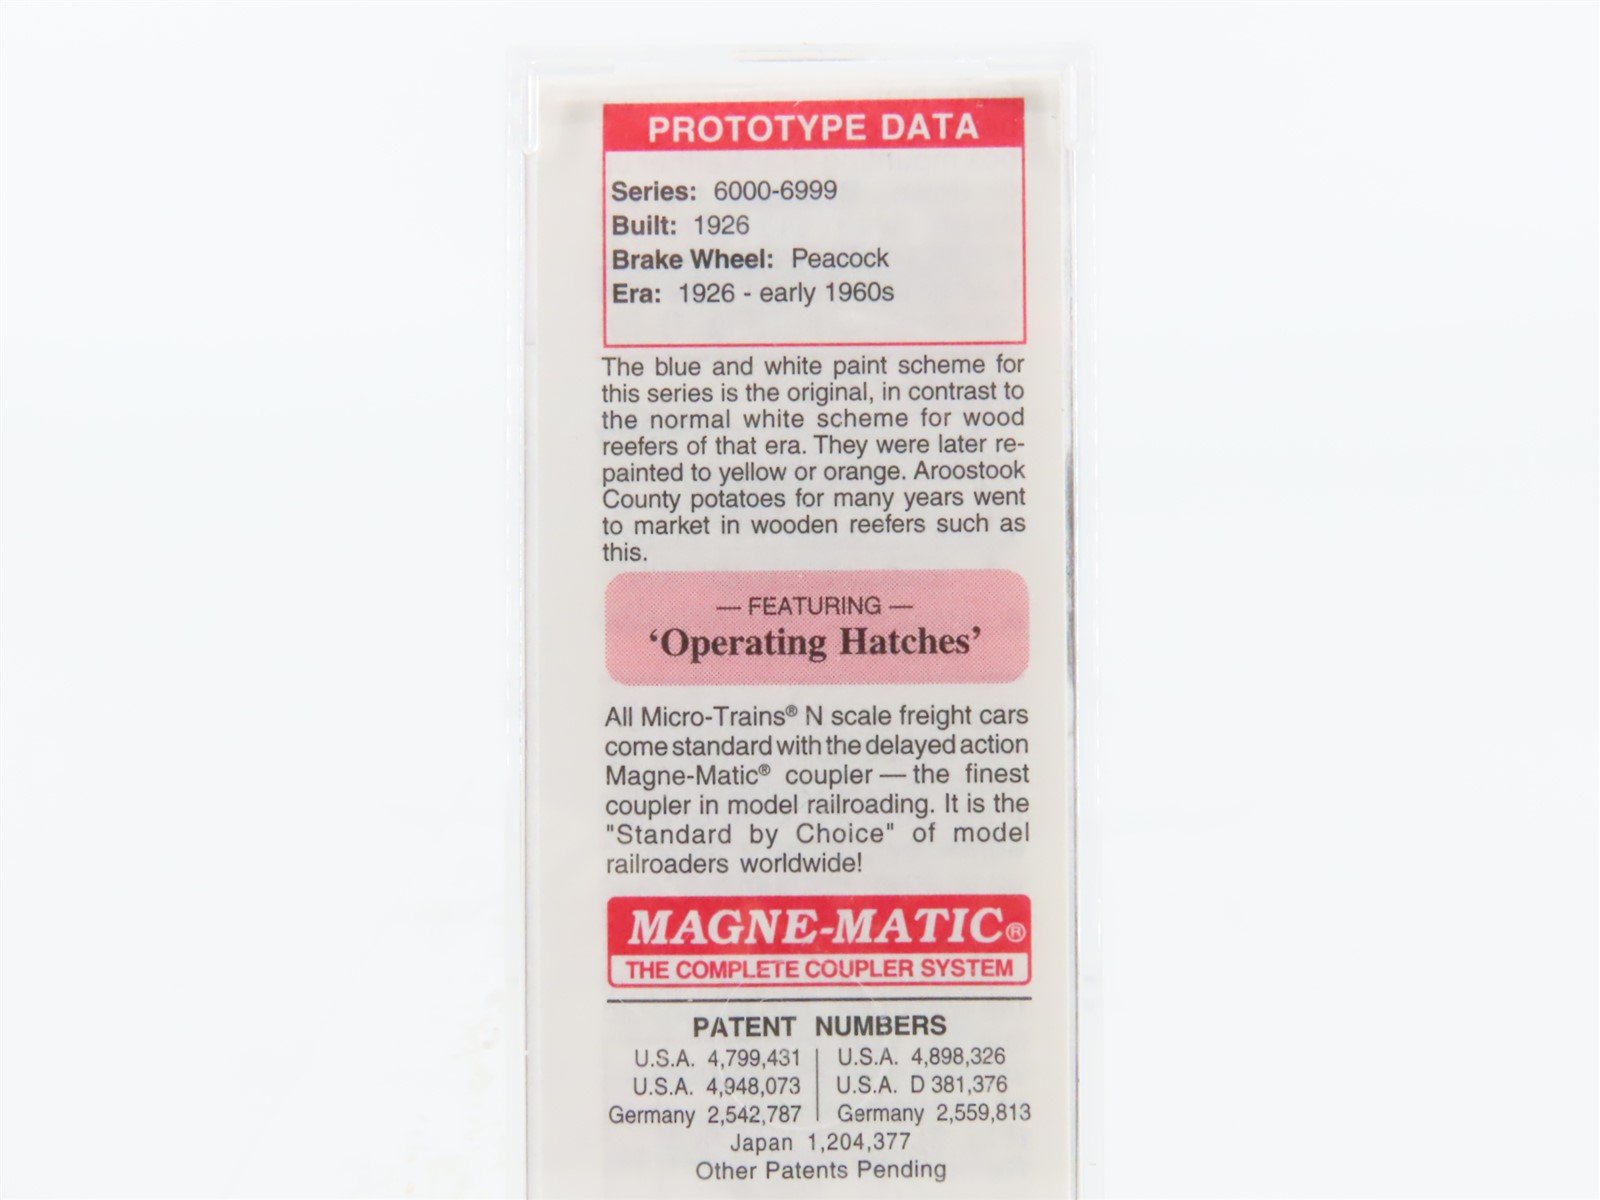 PROTOTYPE DATA
Series: 6000-6999
Built: 1926
Brake Wheel: Peacock
Era: 1926 - early 1960s
The blue and white paint scheme for
this series is the original, in contrast to
the normal white scheme for wood
reefers of that era. They were later re-
painted to yellow or orange. Aroostook
County potatoes for many years went
to market in wooden reefers such as
this.
— FEATURING —
‘Operating Hatches’
All Micro-Trains® N scale freight cars
come standard with the delayed action
Magne-Matic® coupler — the finest
coupler in model railroading. It is the
"Standard by Choice" of model
railroaders worldwide!
MAGNE-MATIC®
THE COMPLETE COUPLER SYSTEM
PATENT NUMBERS
U.S.A. 4,799,431 | U.S.A. 4,898,326
U.S.A. 4,948,073 | U.S.A. D 381,376
Germany 2,542,787 | Germany 2,559,813
Japan 1,204,377
Other Patents Pending